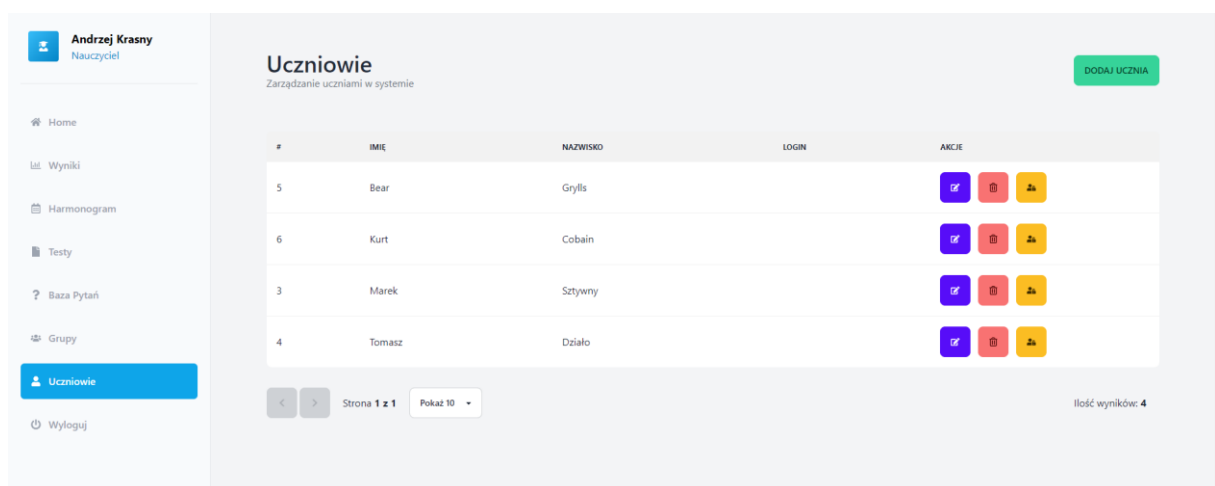 Andrzej Krasny
Nauczyciel
Home
Wyniki
Harmonogram
Testy
Baza Pytań
Grupy
Uczniowie
Wyloguj
Uczniowie
Zarządzanie uczniami w systemie
DODAJ UCZNIA
# IMIĘ NAZWISKO LOGIN AKCJE
5 Bear Grylls
6 Kurt Cobain
3 Marek Sztywny
4 Tomasz Działo
Strona 1 z 1 Pokaż 10 Ilość wyników: 4